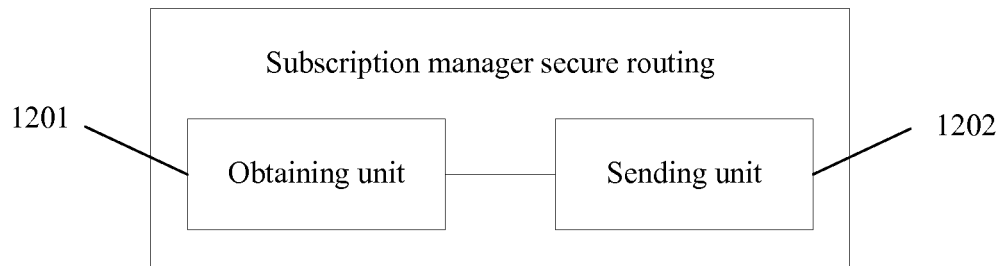 Subscription manager secure routing
1201
1202
Obtaining unit
Sending unit